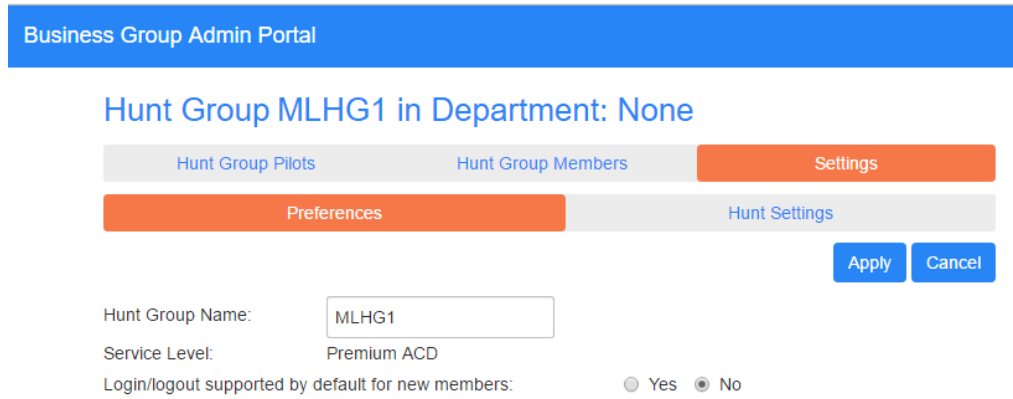 Business Group Admin Portal
Hunt Group MLHG1 in Department: None
Hunt Group Pilots Hunt Group Members Settings
Preferences Hunt Settings
Apply Cancel
Hunt Group Name: MLHG1
Service Level: Premium ACD
Login/logout supported by default for new members: Yes No